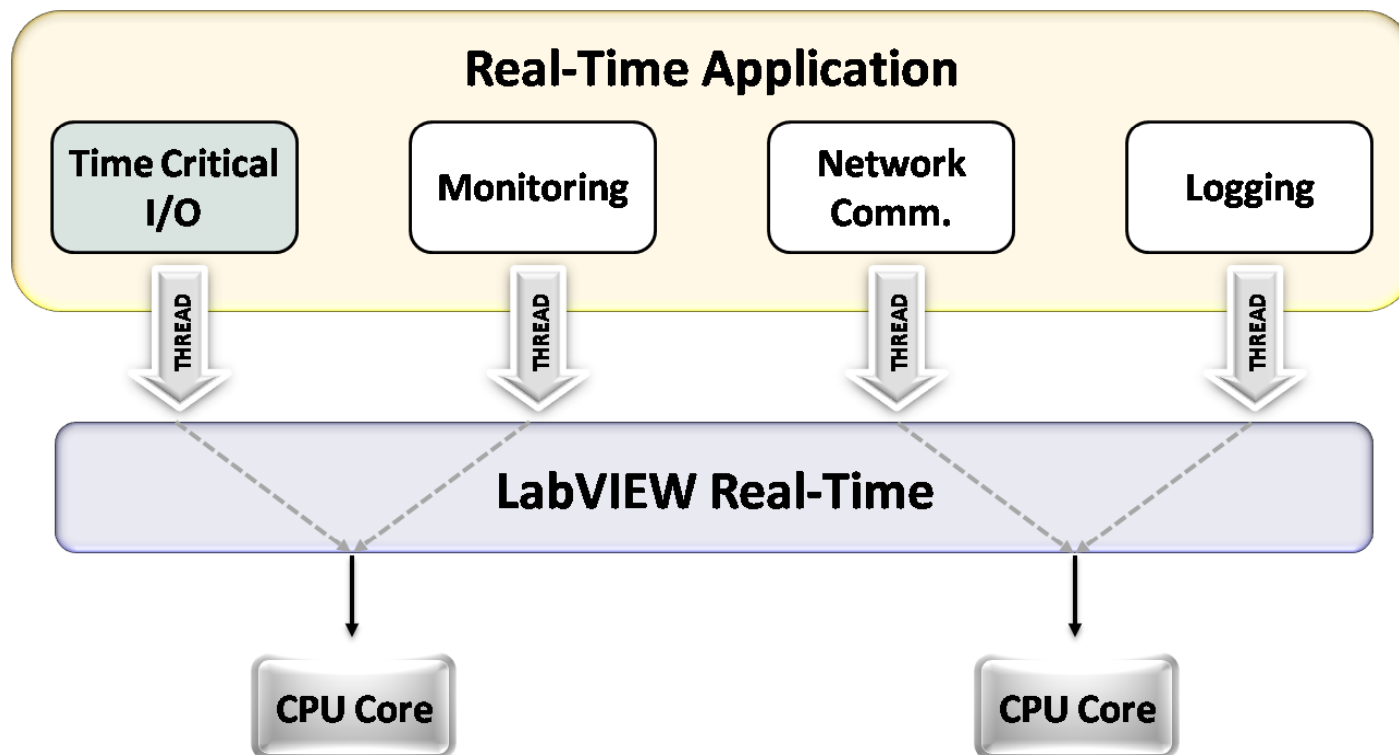 Real-Time Application
Time Critical
I/O
Monitoring
Network
Comm.
Logging
THREAD
THREAD
THREAD
THREAD
LabVIEW Real-Time
CPU Core
CPU Core